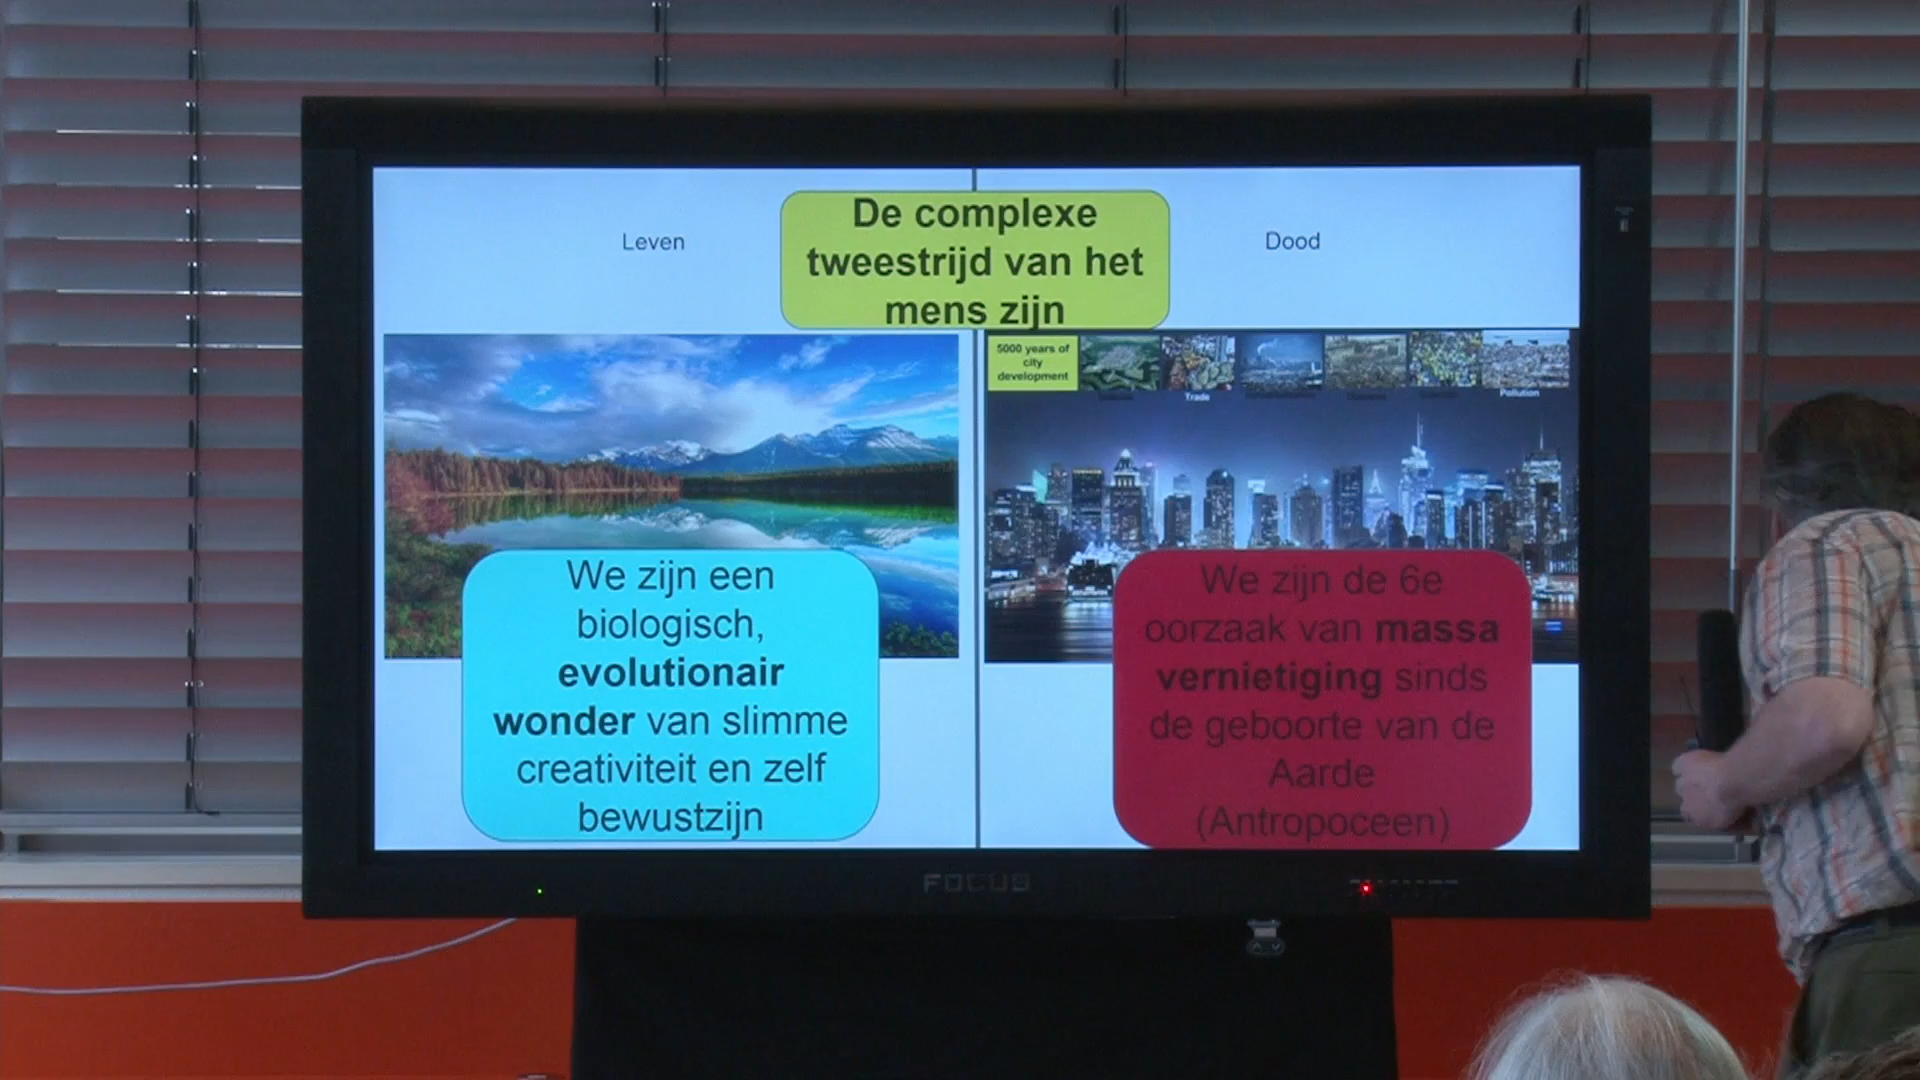 De complexe
tweestrijd van het
mens zijn
Leven
Dood
5000 years of
city
development
Trade
Pollution
We zijn een
biologisch,
evolutionair
wonder van slimme
creativiteit en zelf
bewustzijn
We zijn de 6e
oorzaak van massa
vernietiging sinds
de geboorte van de
Aarde
(Antropoceen)
FOCUS